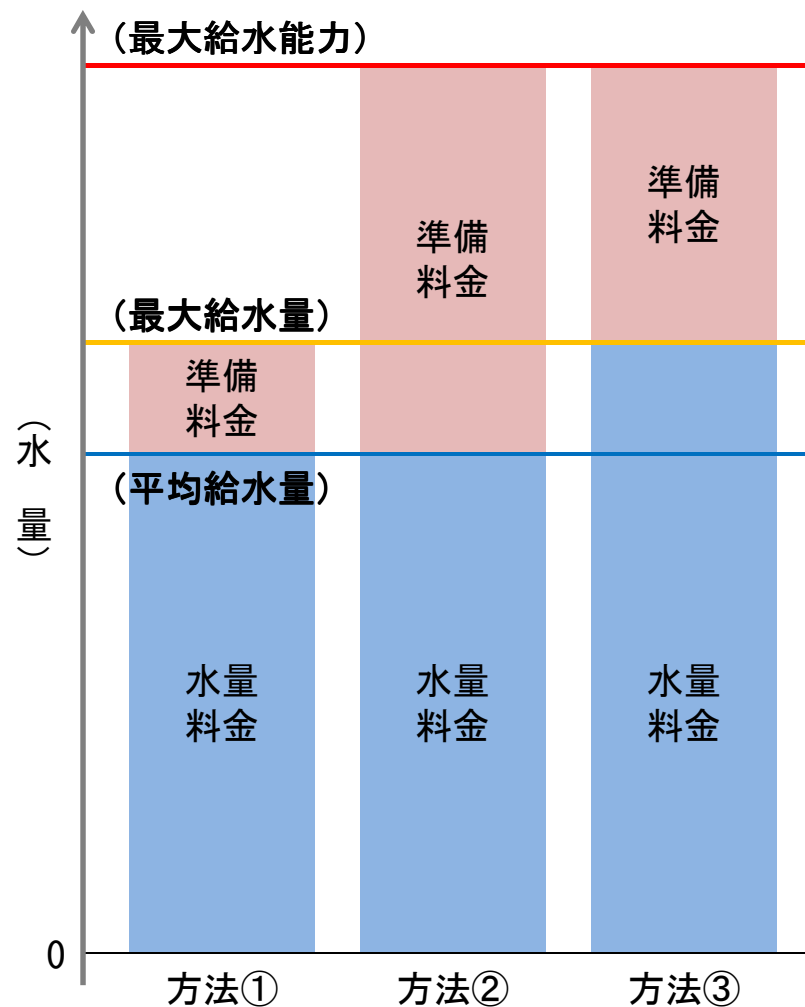 (最大給水能力)
準備
料金
準備
料金
(最大給水量)
準備
料金
(平均給水量)
(水量)
水量
料金
水量
料金
水量
料金
0
方法①
方法②
方法③